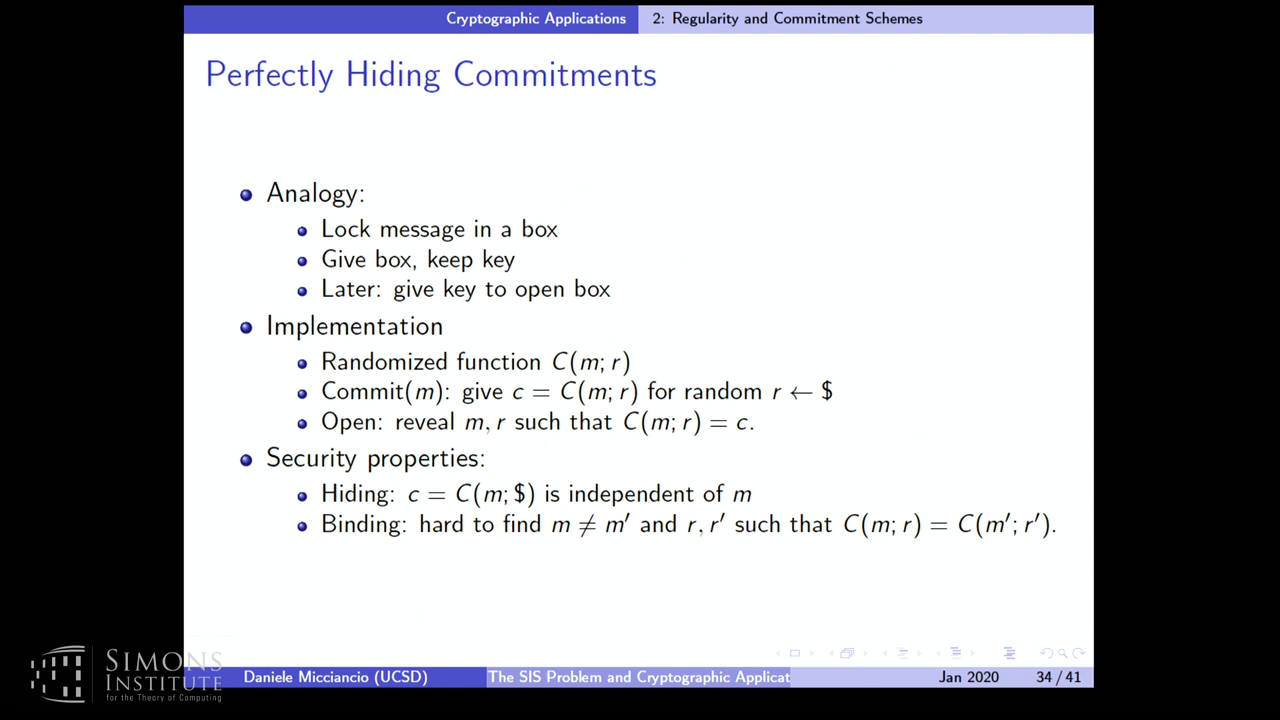 Cryptographic Applications 2: Regularity and Commitment Schemes
Perfectly Hiding Commitments
Analogy:
Lock message in a box
Give box, keep key
Later: give key to open box
Implementation
Randomized function C(m; r)
Commit(m): give c = C(m; r) for random r ← $
Open: reveal m, r such that C(m; r) = c.
Security properties:
Hiding: c = C(m; $) is independent of m
Binding: hard to find m ≠ m′ and r, r′ such that C(m; r) = C(m′; r′).
SIMONS
INSTITUTE
for the Theory of Computing
Daniele Micciancio (UCSD) The SIS Problem and Cryptographic Applicat Jan 2020 34 / 41